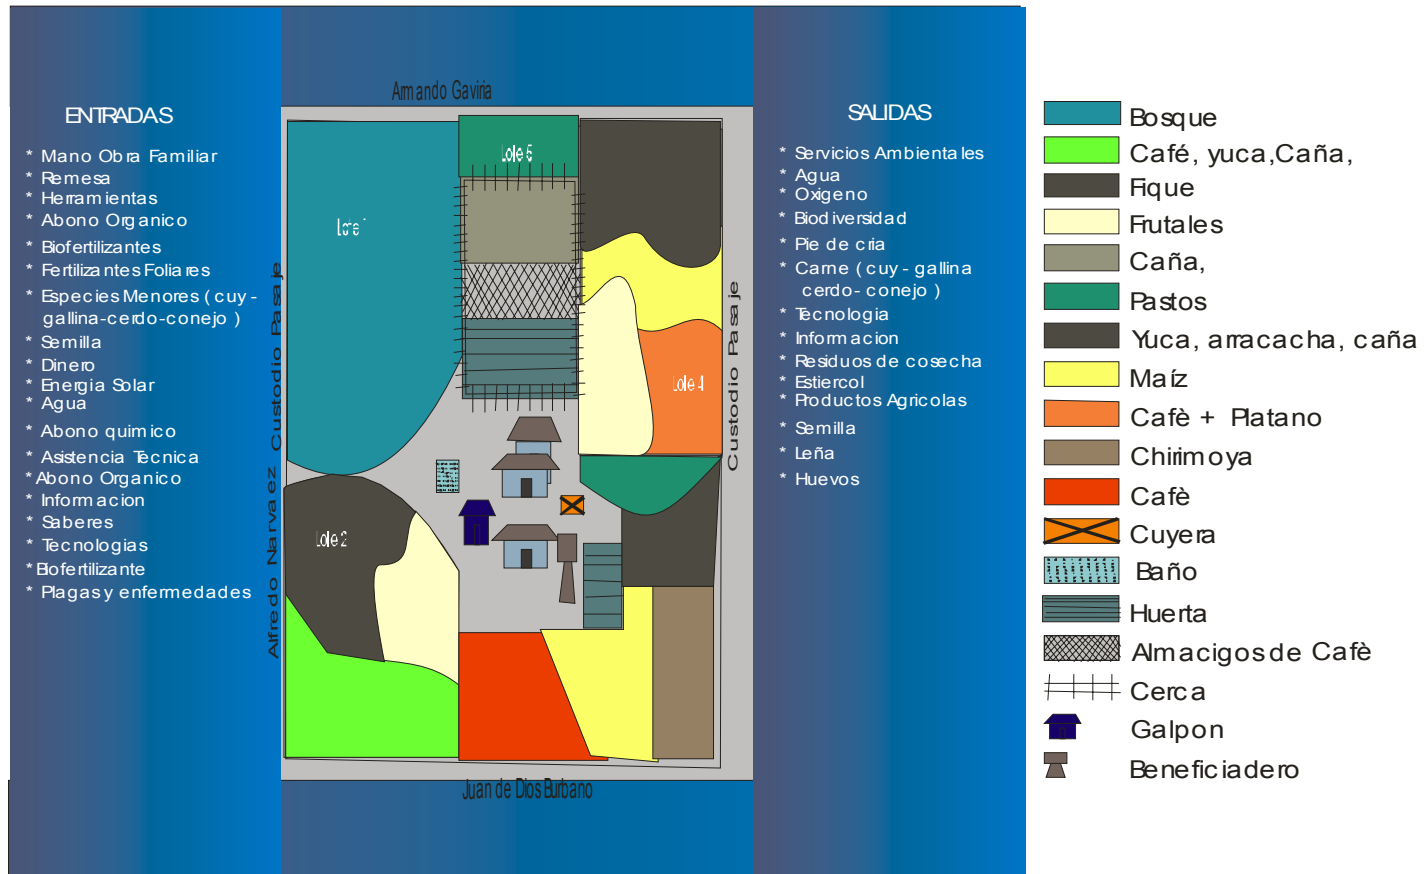 Armando Gaviria
ENTRADAS
* Mano Obra Familiar
* Remesa
* Herramientas
* Abono Organico
* Biofertilizantes
* Fertilizantes Foliares
* Especies Menores ( cuy -
gallina-cerdo-conejo )
* Semilla
* Dinero
* Energia Solar
* Agua
* Abono quimico
* Asistencia Tecnica
* Abono Organico
* Informacion
* Saberes
* Tecnologias
* Biofertilizante
* Plagas y enfermedades
Alfredo Narvaez Custodio Pasaje
Lote 5
Lote 4
Lote 2
Custodio Pasaje
Juan de Dios Burbano
SALIDAS
* Servicios Ambientales
* Agua
* Oxigeno
* Biodiversidad
* Pie de cria
* Carne ( cuy - gallina
cerdo- conejo )
* Tecnologia
* Informacion
* Residuos de cosecha
* Estiercol
* Productos Agricolas
* Semilla
* Leña
* Huevos
Bosque
Café, yuca,Caña,
Fique
Frutales
Caña,
Pastos
Yuca, arracacha, caña
Maíz
Cafè + Platano
Chirimoya
Cafè
Cuyera
Baño
Huerta
Almacigos de Cafè
Cerca
Galpon
Beneficiadero